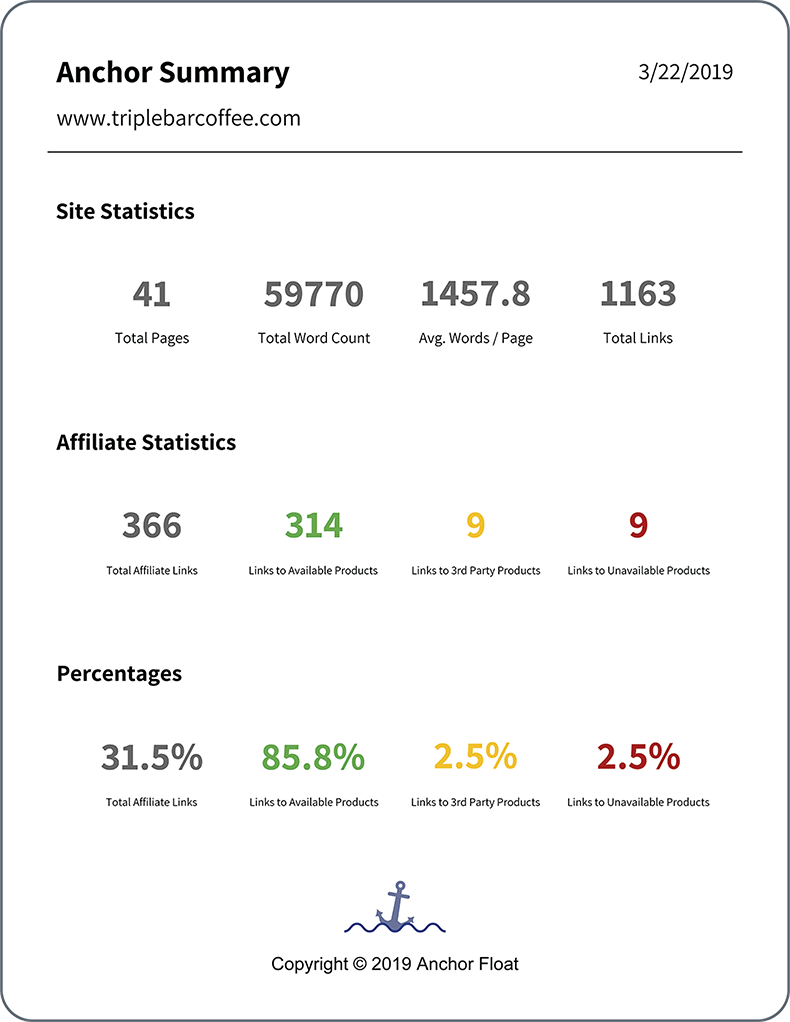 Anchor Summary 3/22/2019
www.triplebarcoffee.com
Site Statistics
41 59770 1457.8 1163
Total Pages Total Word Count Avg. Words / Page Total Links
Affiliate Statistics
366 314 9 9
Total Affiliate Links Links to Available Products Links to 3rd Party Products Links to Unavailable Products
Percentages
31.5% 85.8% 2.5% 2.5%
Total Affiliate Links Links to Available Products Links to 3rd Party Products Links to Unavailable Products
Copyright © 2019 Anchor Float